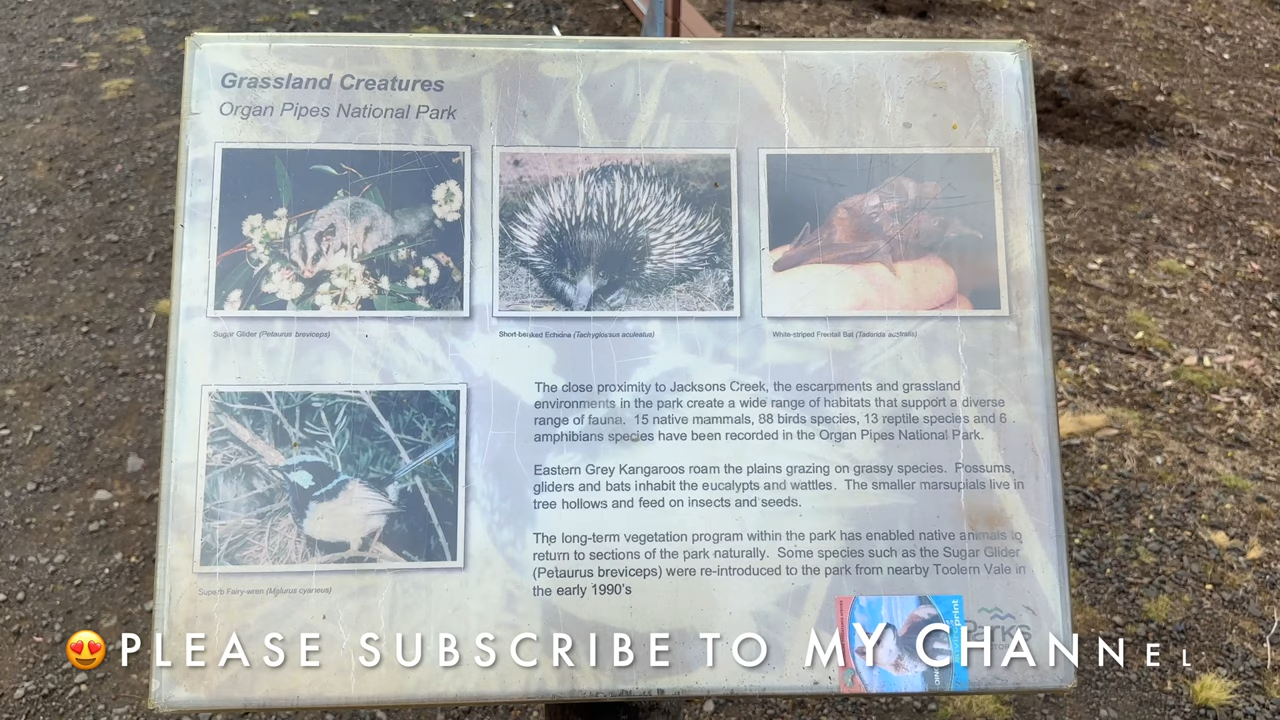 Grassland Creatures
Organ Pipes National Park
Sugar Glider (Petaurus breviceps)
Short-beaked Echidna (Tachyglossus aculeatus)
White-striped Freetail Bat (Tadarida australis)
Superb Fairy-wren (Malurus cyaneus)
The close proximity to Jacksons Creek, the escarpments and grassland
environments in the park create a wide range of habitats that support a diverse
range of fauna. 15 native mammals, 88 birds species, 13 reptile species and 6
amphibians species have been recorded in the Organ Pipes National Park.
Eastern Grey Kangaroos roam the plains grazing on grassy species. Possums,
gliders and bats inhabit the eucalypts and wattles. The smaller marsupials live in
tree hollows and feed on insects and seeds.
The long-term vegetation program within the park has enabled native animals to
return to sections of the park naturally. Some species such as the Sugar Glider
(Petaurus breviceps) were re-introduced to the park from nearby Toolern Vale in
the early 1990's
Parks
😍PLEASE SUBSCRIBE TO MY CHANNEL